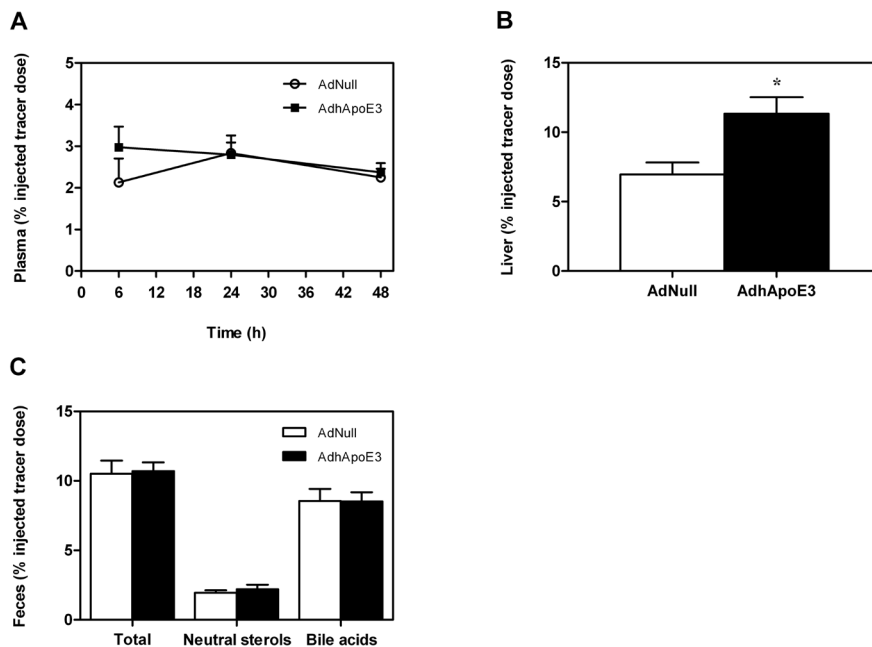 A
Plasma (% injected tracer dose)
5
4
3
2
1
0
AdNull
AdhApoE3
0 6 12 18 24 30 36 42 48
Time (h)
B
Liver (% injected tracer dose)
15
10
5
0
*
AdNull AdhApoE3
C
Feces (% injected tracer dose)
15
10
5
0
AdNull
AdhApoE3
Total Neutral sterols Bile acids